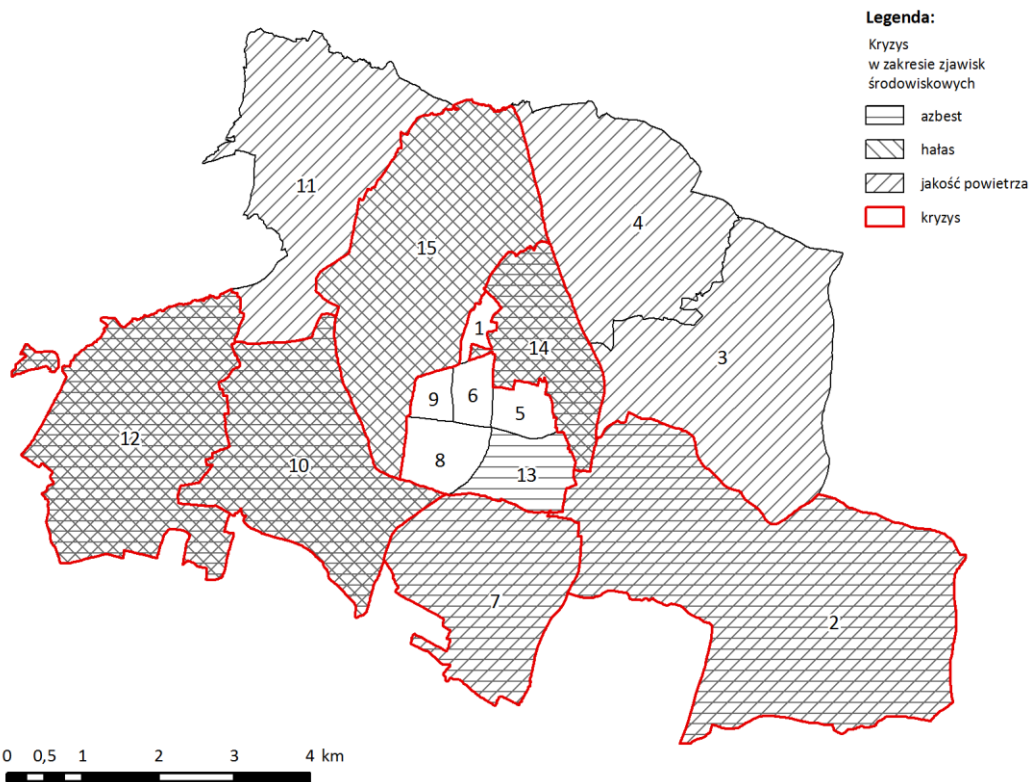 Legenda:
Kryzys
w zakresie zjawisk
środowiskowych
azbest
hałas
jakość powietrza
kryzys
11
4
15
1
14
3
6
9
5
12
8
10
13
7
2
0 0,5 1 2 3 4 km